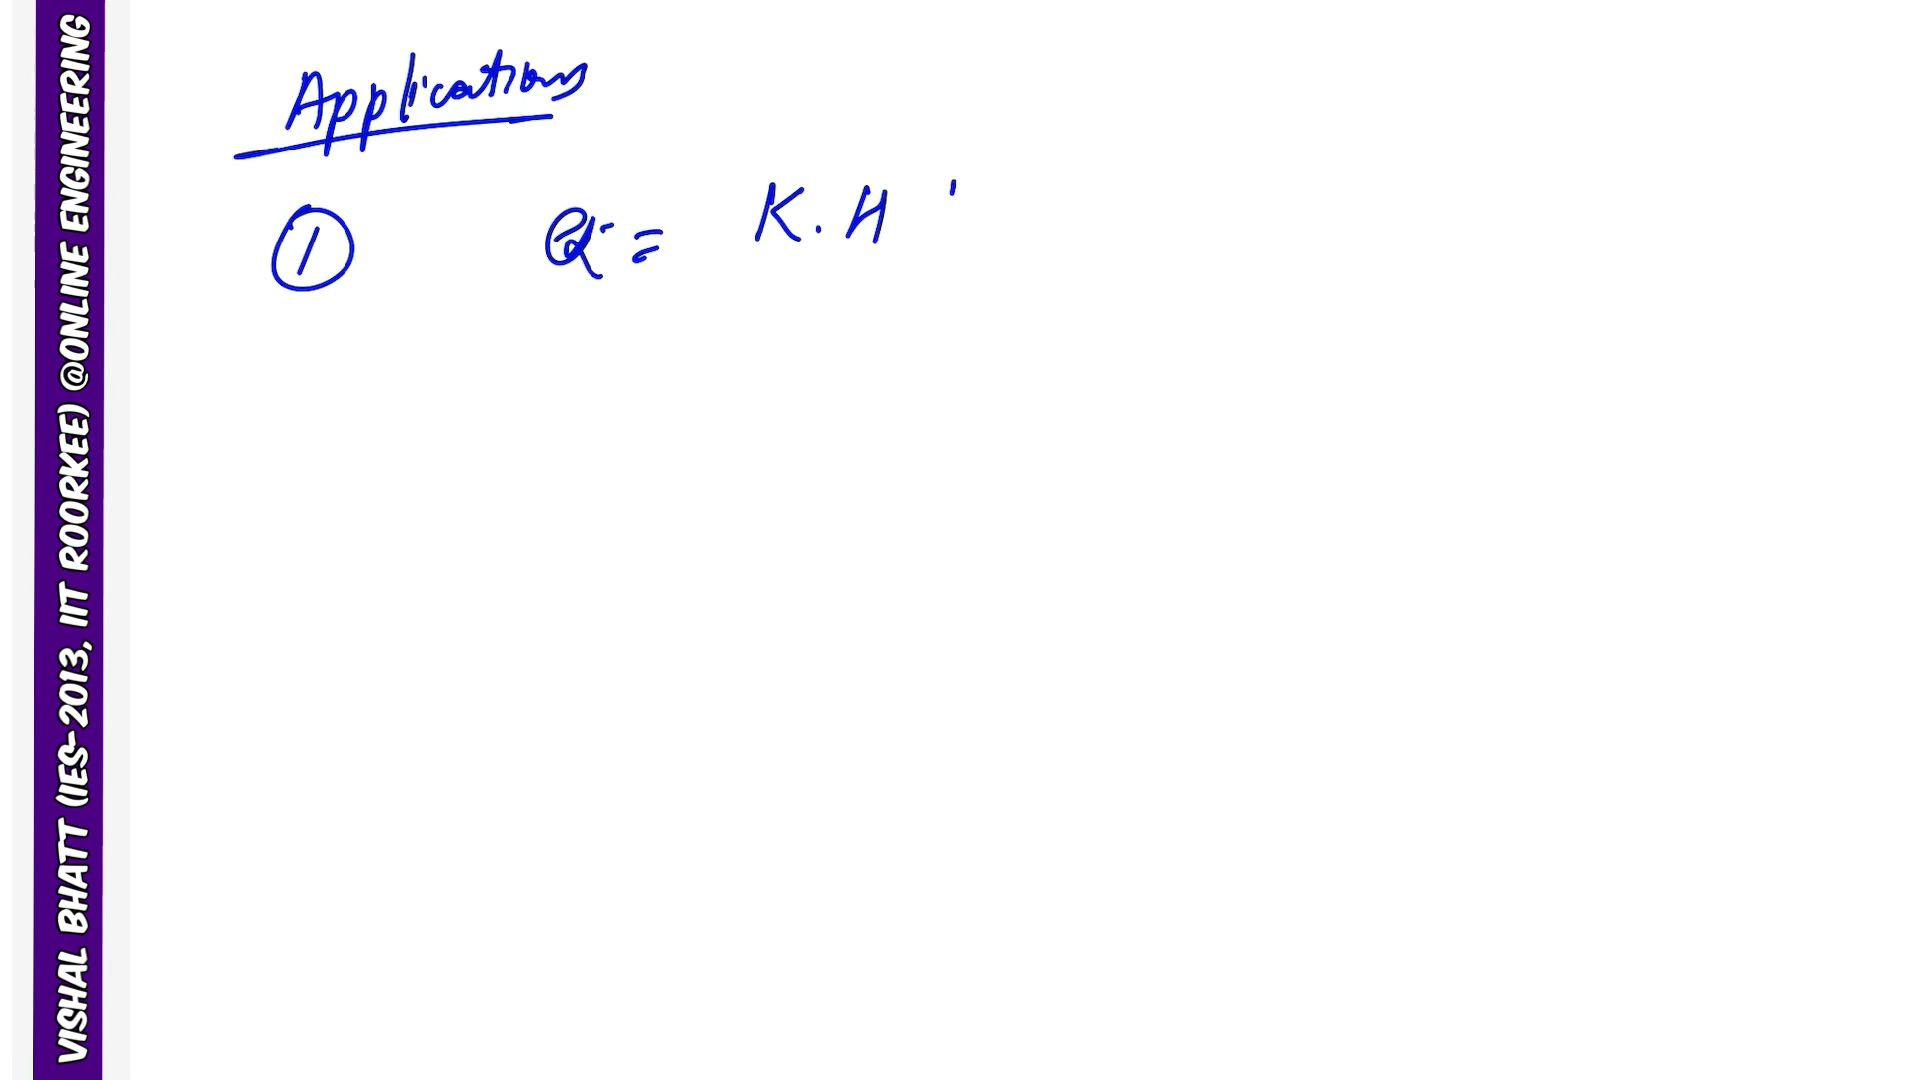 VISHAL BHATT (IES-2013, IIT ROORKEE) @ONLINE ENGINEERING
Applications
① Q = K.H '